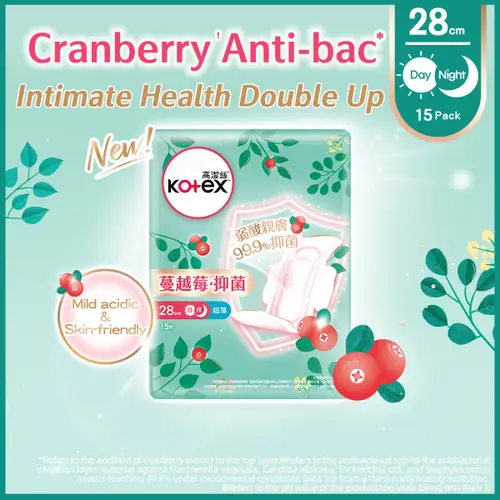 Cranberry' Anti-bac*
Intimate Health Double Up
28cm
Day Night
15 Pack
New!
高潔絲
Kotex
弱酸親膚
99.9%抑菌
蔓越莓·抑菌
28cm 日 夜 超薄
15片
Mild acidic
& Skin-friendly
*Refers to the addition of cranberry extract to the top layer.#Refers to the antibacterial rate of the antibacterial
diversion layer material against Gardnerella vaginalis, Candida albicans, Escherichia coli, and Staphylococcus
aureus reaching 99.9% under experimental conditions. Data are from a third-party testing institution.